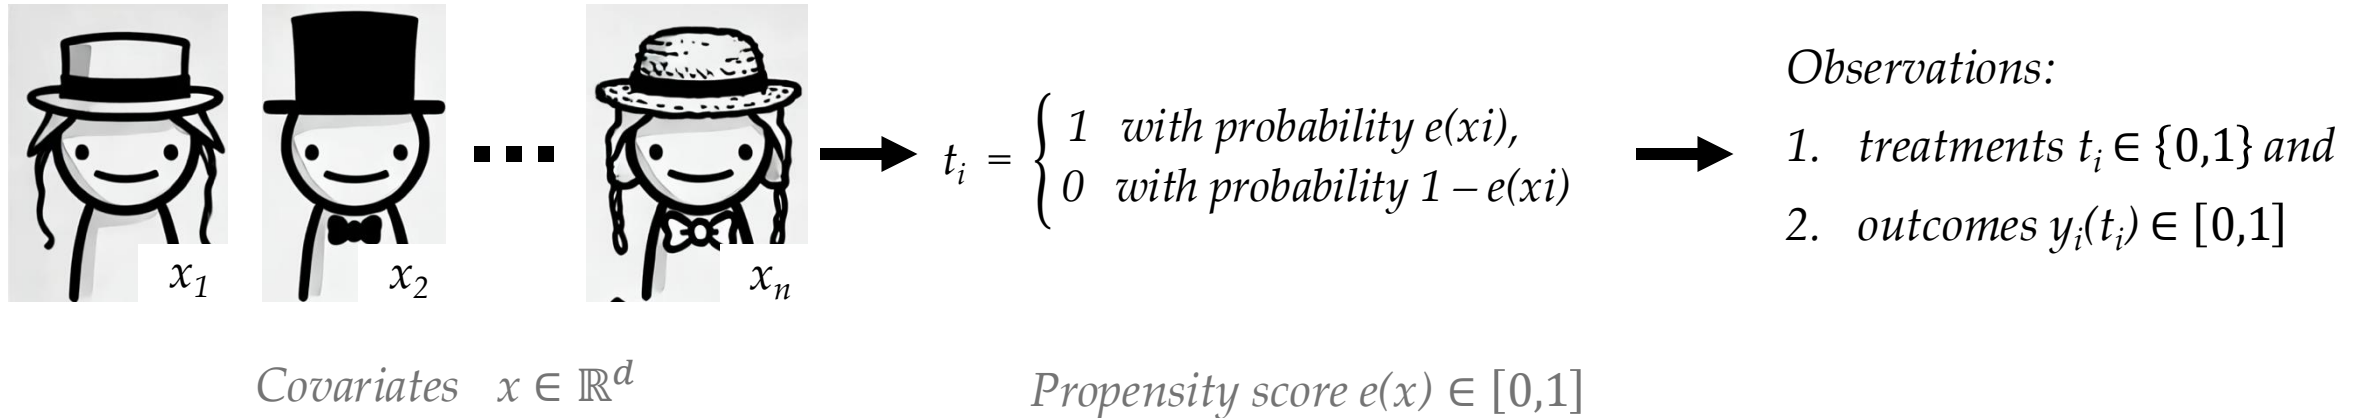 x₁
x₂
xₙ
tᵢ = { 1 with probability e(xi),
0 with probability 1 – e(xi)
Observations:
1. treatments tᵢ ∈ {0,1} and
2. outcomes yᵢ(tᵢ) ∈ [0,1]
Covariates x ∈ ℝᵈ
Propensity score e(x) ∈ [0,1]